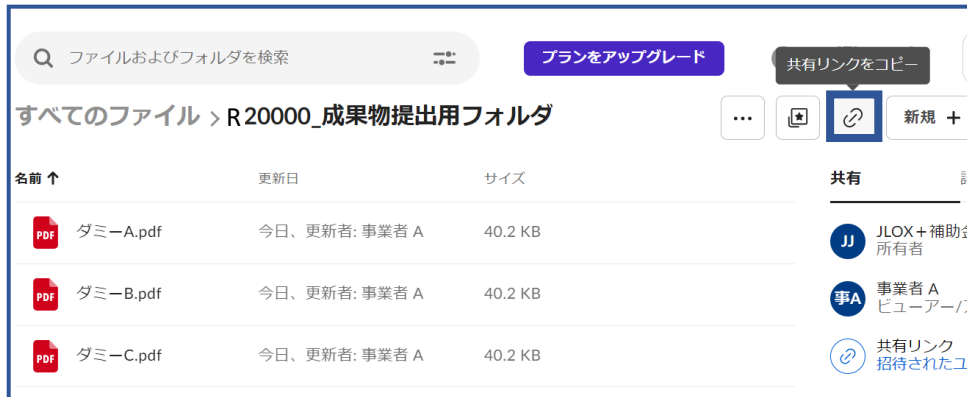 ファイルおよびフォルダを検索
プランをアップグレード
共有リンクをコピー
すべてのファイル > R20000_成果物提出用フォルダ
新規 +
名前 ↑ 更新日 サイズ
共有
PDF ダミーA.pdf 今日、更新者: 事業者 A 40.2 KB
PDF ダミーB.pdf 今日、更新者: 事業者 A 40.2 KB
PDF ダミーC.pdf 今日、更新者: 事業者 A 40.2 KB
JJ JLOX+補助
所有者
事A 事業者 A
ビューアー/
共有リンク
招待されたユ